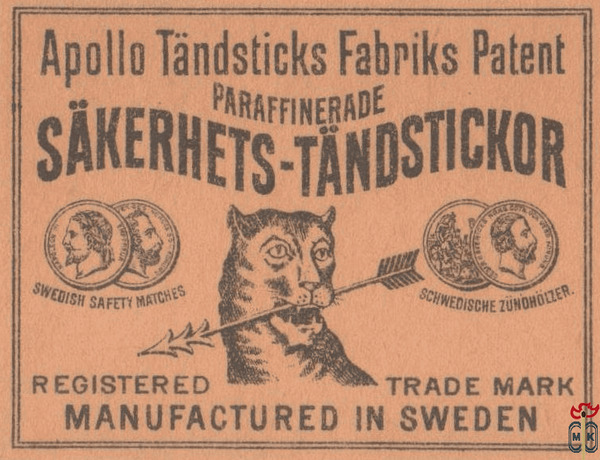 Apollo Tändsticks Fabriks Patent
PARAFFINERADE
SÄKERHETS-TÄNDSTICKOR
SWEDISH SAFETY MATCHES
SCHWEDISCHE ZÜNDHÖLZER.
REGISTERED TRADE MARK
MANUFACTURED IN SWEDEN
M K